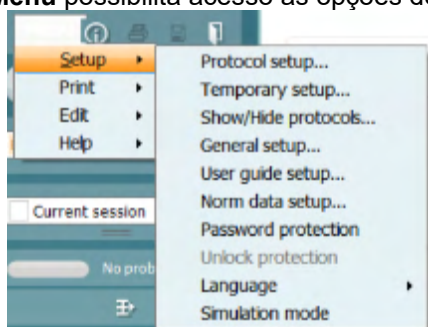 Menu possibilita acesso às opções de
Setup
Print
Edit
Help
Protocol setup...
Temporary setup...
Show/Hide protocols...
General setup...
User guide setup...
Norm data setup...
Password protection
Unlock protection
Language
Simulation mode
Current session
No prob